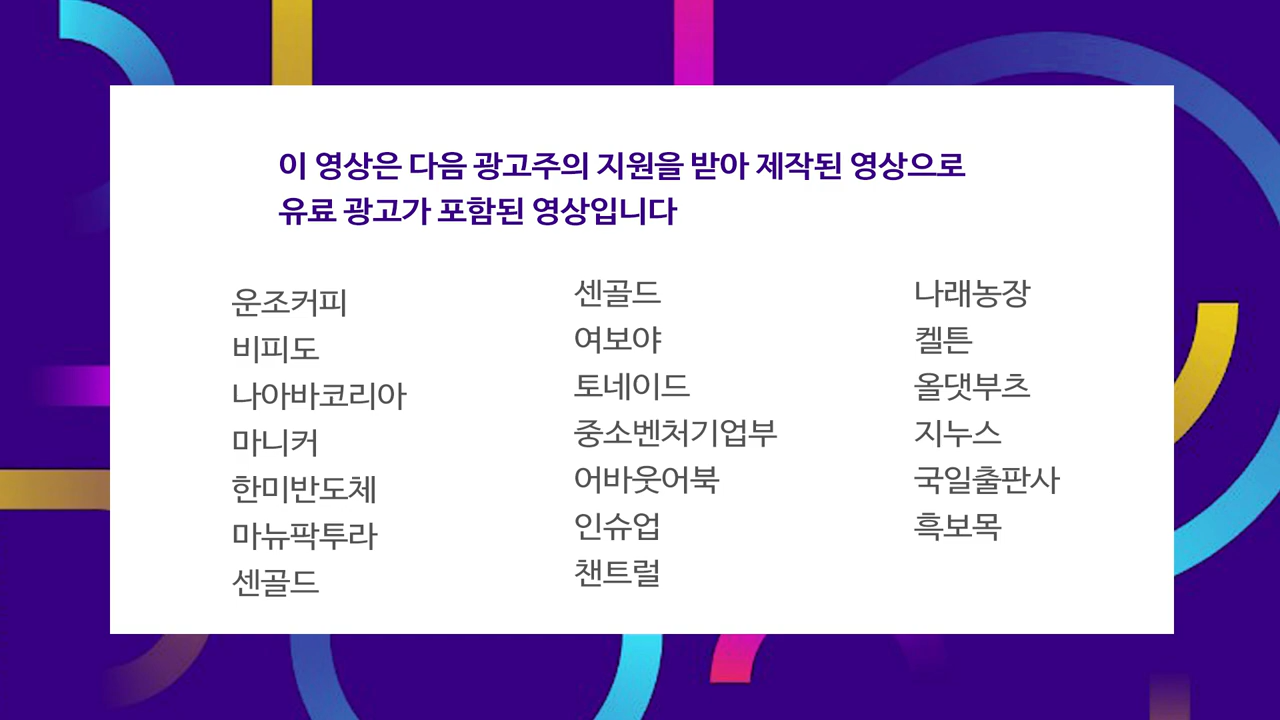 이 영상은 다음 광고주의 지원을 받아 제작된 영상으로
유료 광고가 포함된 영상입니다
운조커피
비피도
나아바코리아
마니커
한미반도체
마뉴팍투라
센골드
센골드
여보야
토네이드
중소벤처기업부
어바웃어북
인슈업
챈트럴
나래농장
켈튼
올댓부츠
지누스
국일출판사
흑보목